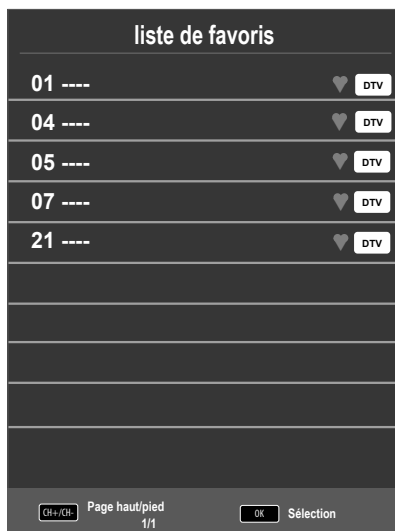 liste de favoris
01 ---- DTV
04 ---- DTV
05 ---- DTV
07 ---- DTV
21 ---- DTV
CH+/CH- Page haut/pied OK Sélection
1/1